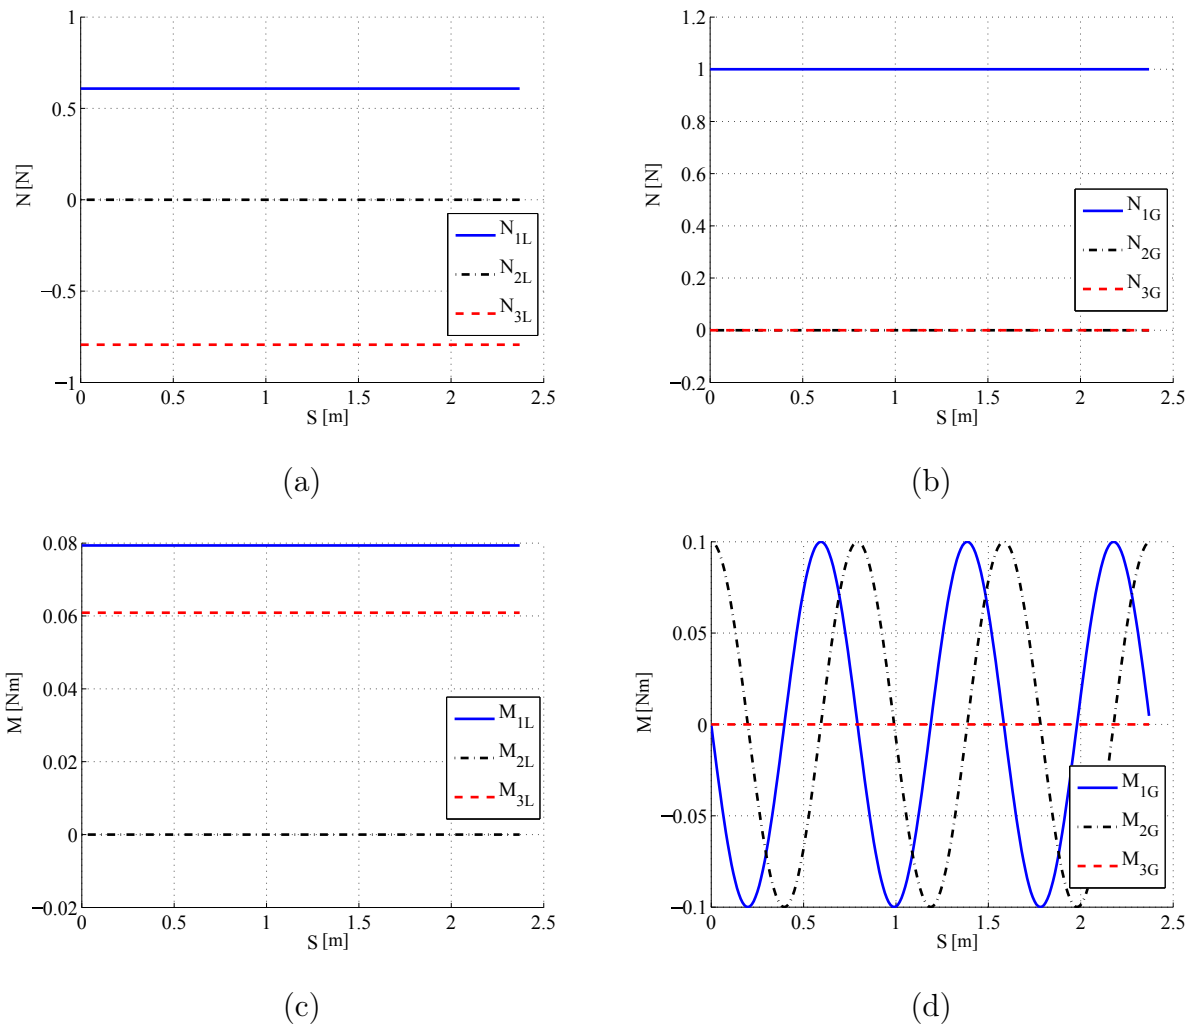 1
0.5
0
−0.5
−1
0 0.5 1 1.5 2 2.5
N [N]
S [m]
N1L
N2L
N3L
(a)
1.2
1
0.8
0.6
0.4
0.2
0
−0.2
0 0.5 1 1.5 2 2.5
N [N]
S [m]
N1G
N2G
N3G
(b)
0.08
0.06
0.04
0.02
0
−0.02
0 0.5 1 1.5 2 2.5
M [Nm]
S [m]
M1L
M2L
M3L
(c)
0.1
0.05
0
−0.05
−0.1
0 0.5 1 1.5 2 2.5
M [Nm]
S [m]
M1G
M2G
M3G
(d)